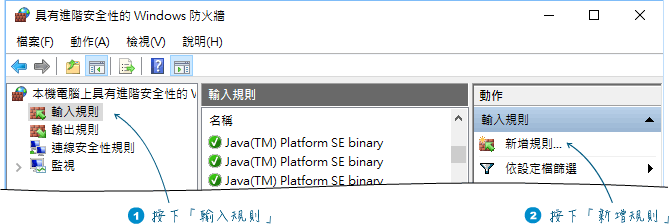 具有進階安全性的 Windows 防火牆
檔案(F) 動作(A) 檢視(V) 說明(H)
本機電腦上具有進階安全性的 W
輸入規則
輸出規則
連線安全性規則
監視
輸入規則
名稱
Java(TM) Platform SE binary
Java(TM) Platform SE binary
Java(TM) Platform SE binary
動作
輸入規則
新增規則...
依設定檔篩選
1 按下「輸入規則」
2 按下「新增規則」